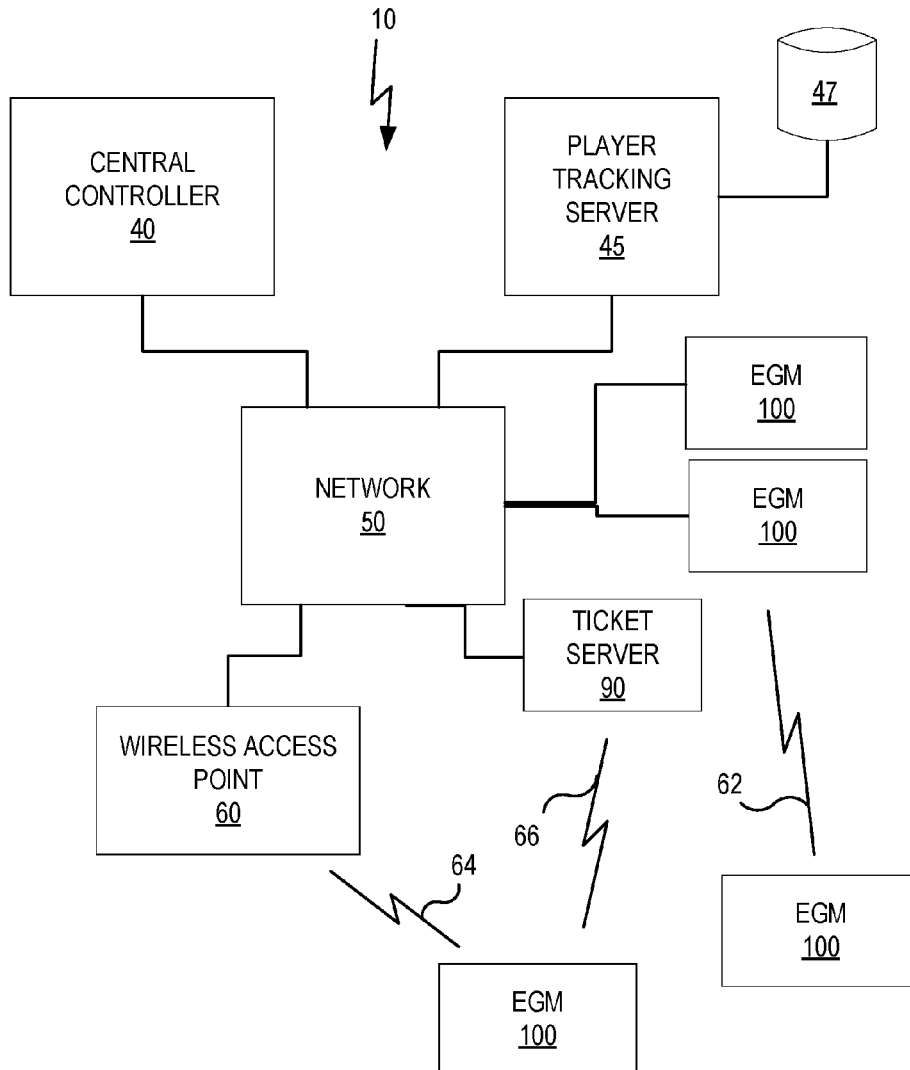 10
47
CENTRAL
CONTROLLER
40
PLAYER
TRACKING
SERVER
45
EGM
100
NETWORK
50
EGM
100
TICKET
SERVER
90
WIRELESS ACCESS
POINT
60
66
62
64
EGM
100
EGM
100